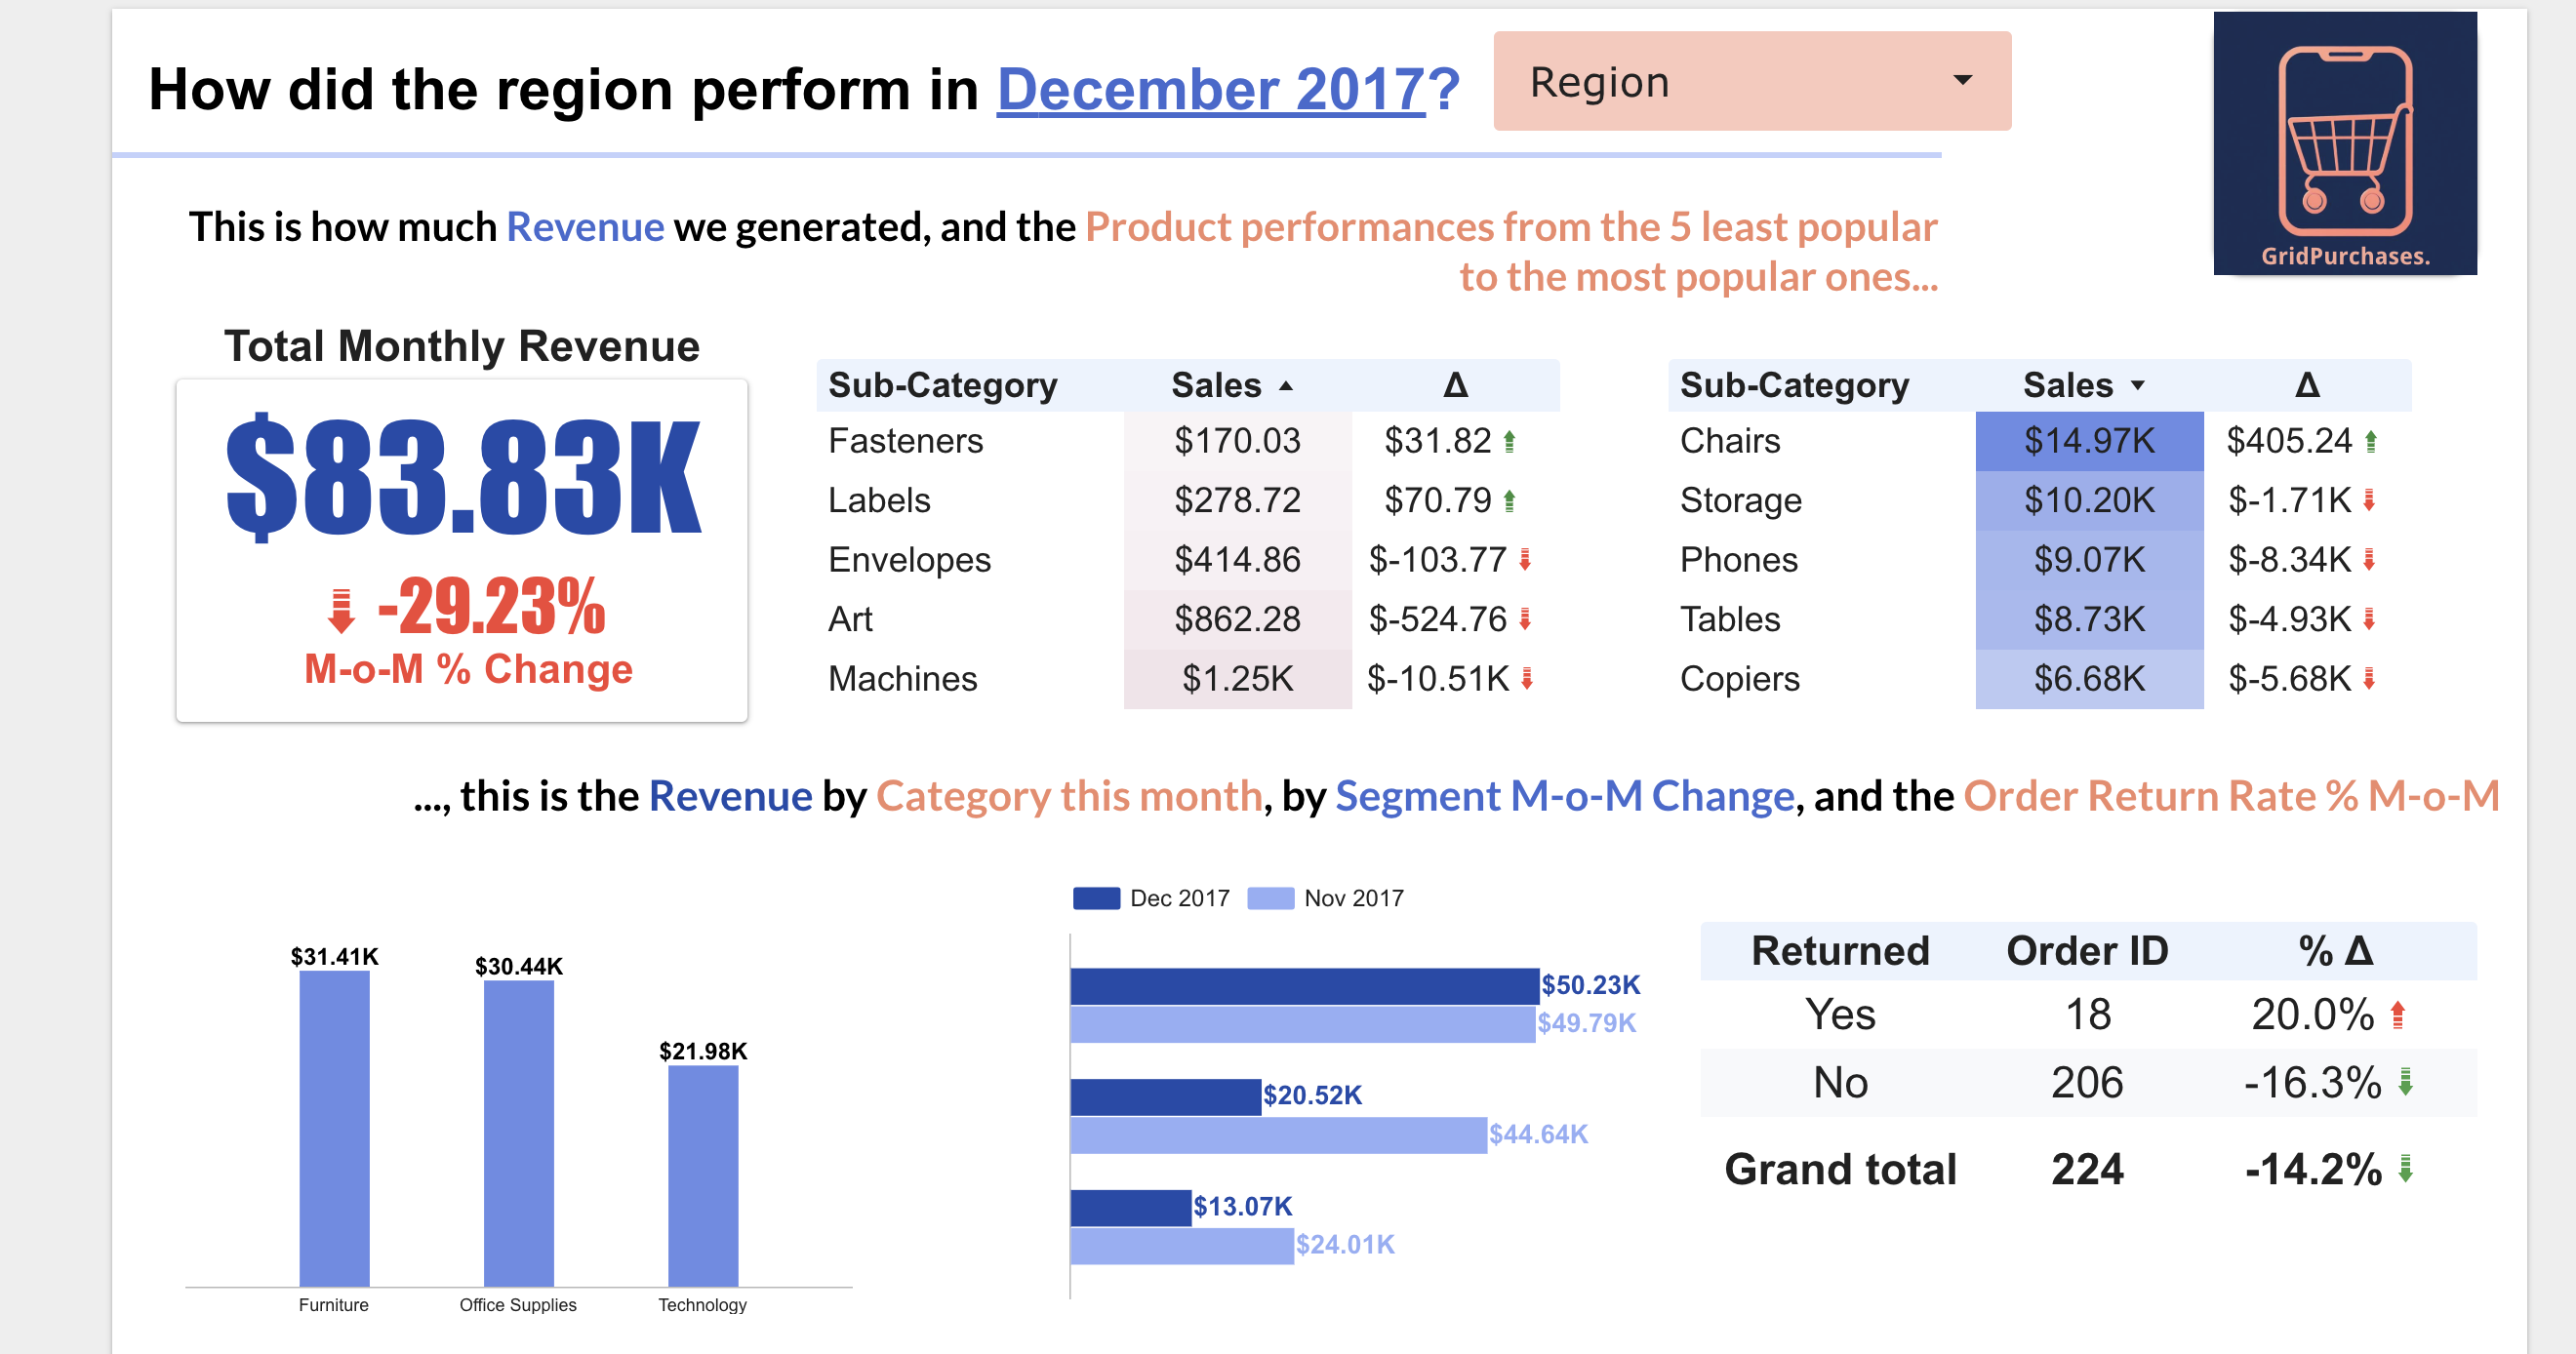 How did the region perform in December 2017?
Region
GridPurchases.
This is how much Revenue we generated, and the Product performances from the 5 least popular
to the most popular ones...
Total Monthly Revenue
$83.83K
-29.23%
M-o-M % Change
Sub-Category Sales Δ
Fasteners $170.03 $31.82
Labels $278.72 $70.79
Envelopes $414.86 $-103.77
Art $862.28 $-524.76
Machines $1.25K $-10.51K
Sub-Category Sales Δ
Chairs $14.97K $405.24
Storage $10.20K $-1.71K
Phones $9.07K $-8.34K
Tables $8.73K $-4.93K
Copiers $6.68K $-5.68K
..., this is the Revenue by Category this month, by Segment M-o-M Change, and the Order Return Rate % M-o-M
$31.41K
$30.44K
$21.98K
Furniture Office Supplies Technology
Dec 2017 Nov 2017
$50.23K
$49.79K
$20.52K
$44.64K
$13.07K
$24.01K
Returned Order ID % Δ
Yes 18 20.0%
No 206 -16.3%
Grand total 224 -14.2%